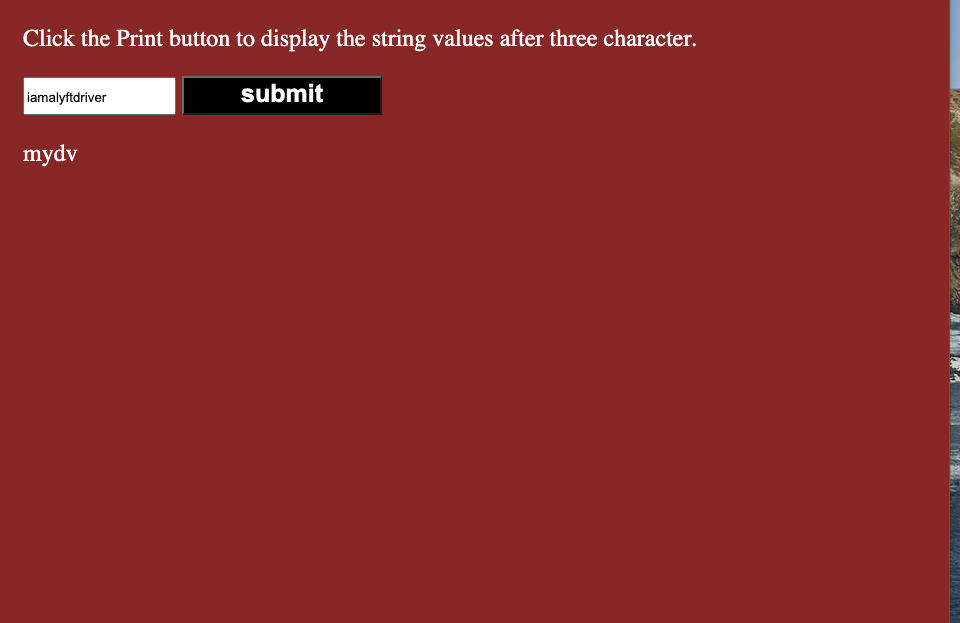 Click the Print button to display the string values after three character.
iamalyftdriver submit
mydv